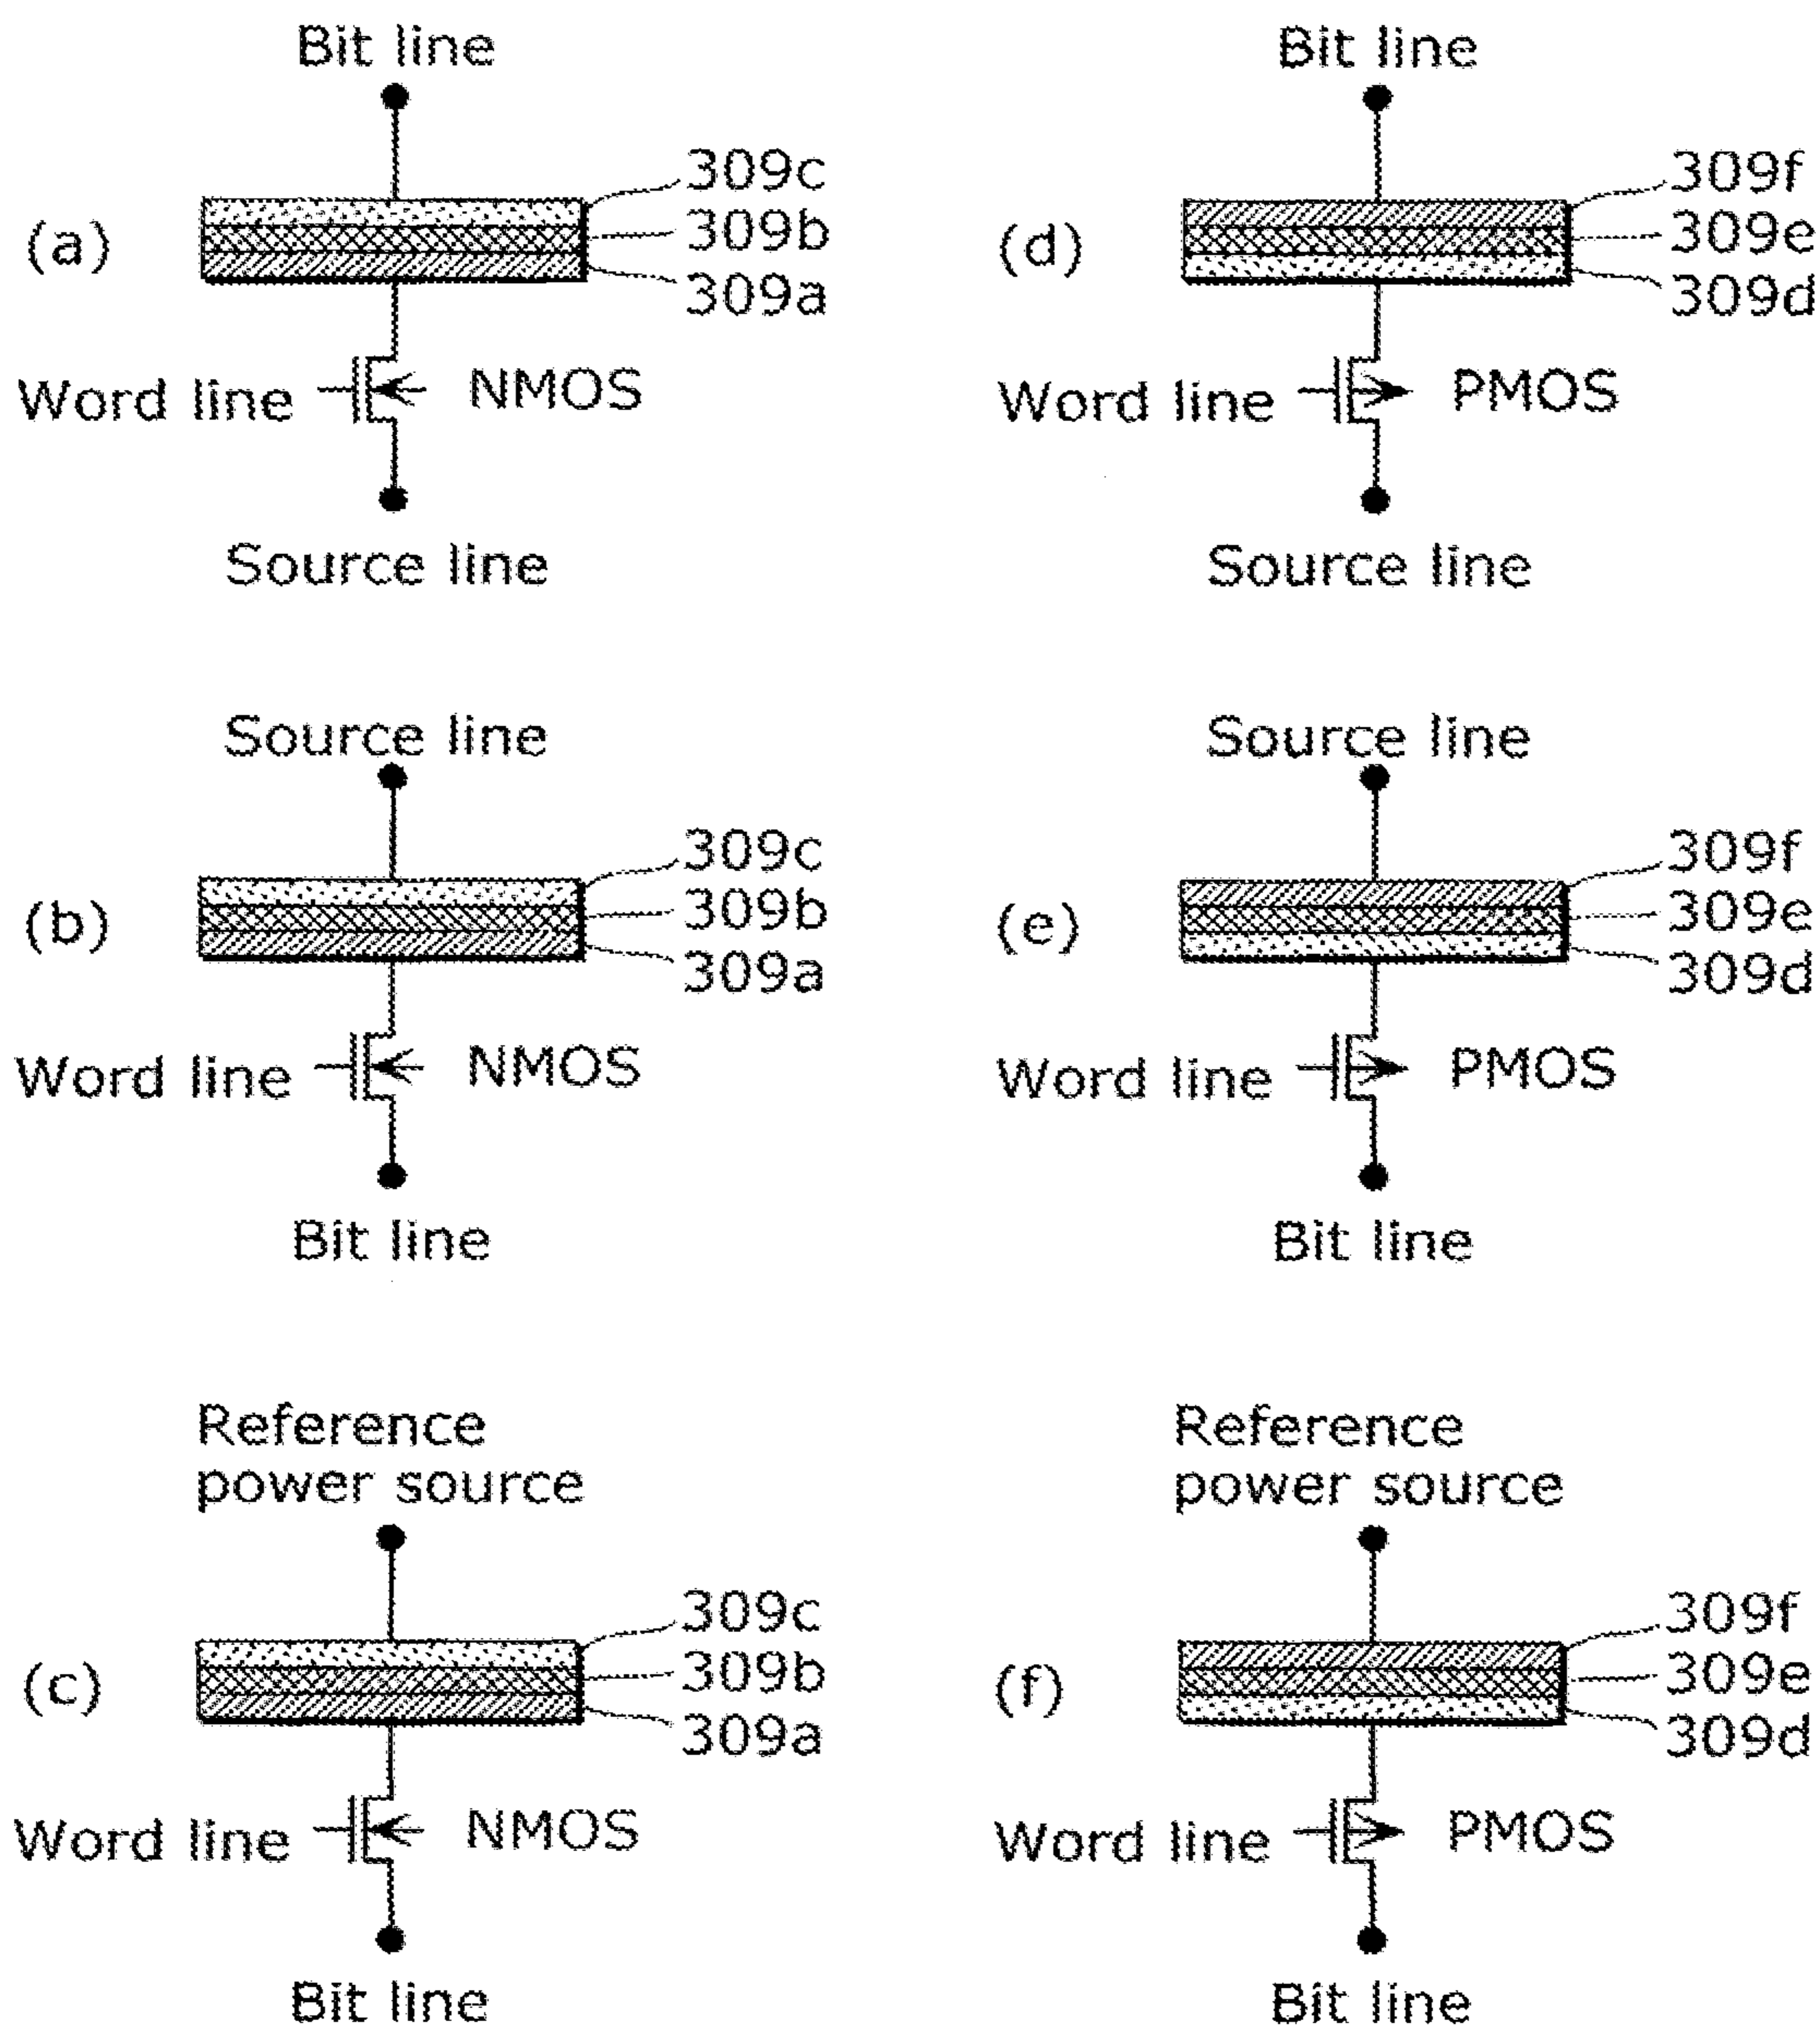 (a)
Bit line
309c
309b
309a
Word line
NMOS
Source line
(b)
Source line
309c
309b
309a
Word line
NMOS
Bit line
(c)
Reference
power source
309c
309b
309a
Word line
NMOS
Bit line
(d)
Bit line
309f
309e
309d
Word line
PMOS
Source line
(e)
Source line
309f
309e
309d
Word line
PMOS
Bit line
(f)
Reference
power source
309f
309e
309d
Word line
PMOS
Bit line